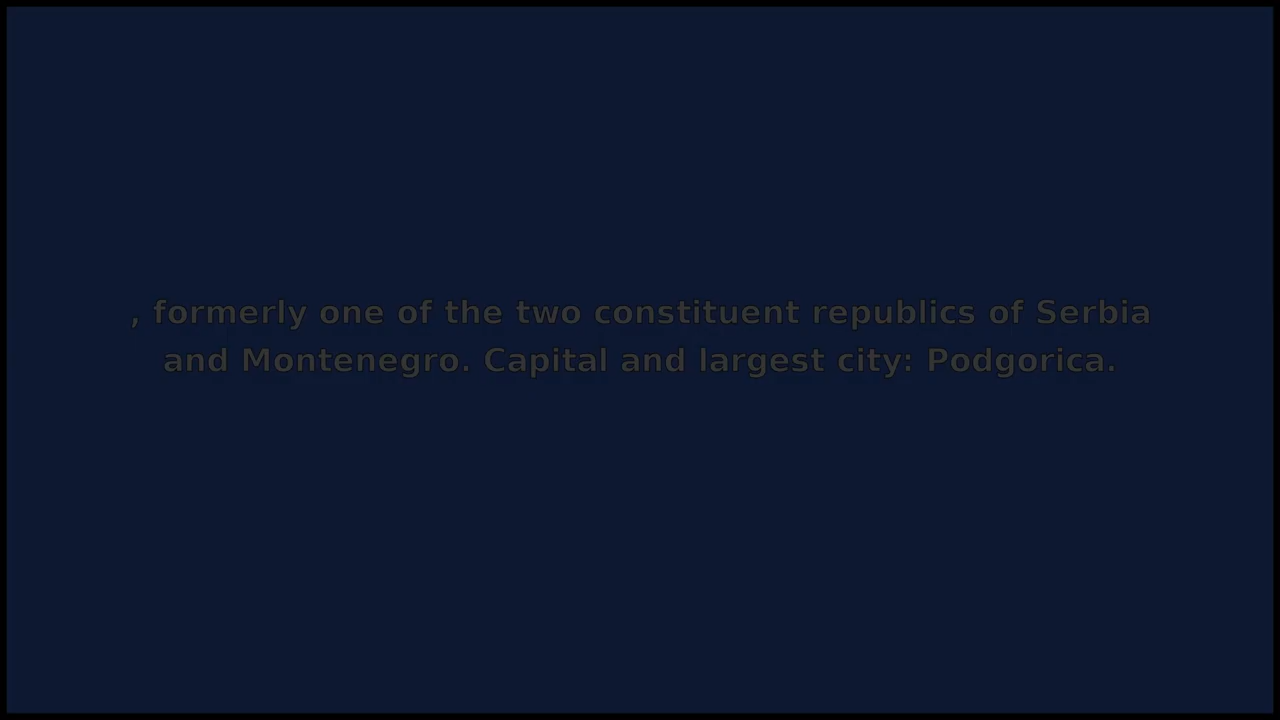 , formerly one of the two constituent republics of Serbia
and Montenegro. Capital and largest city: Podgorica.